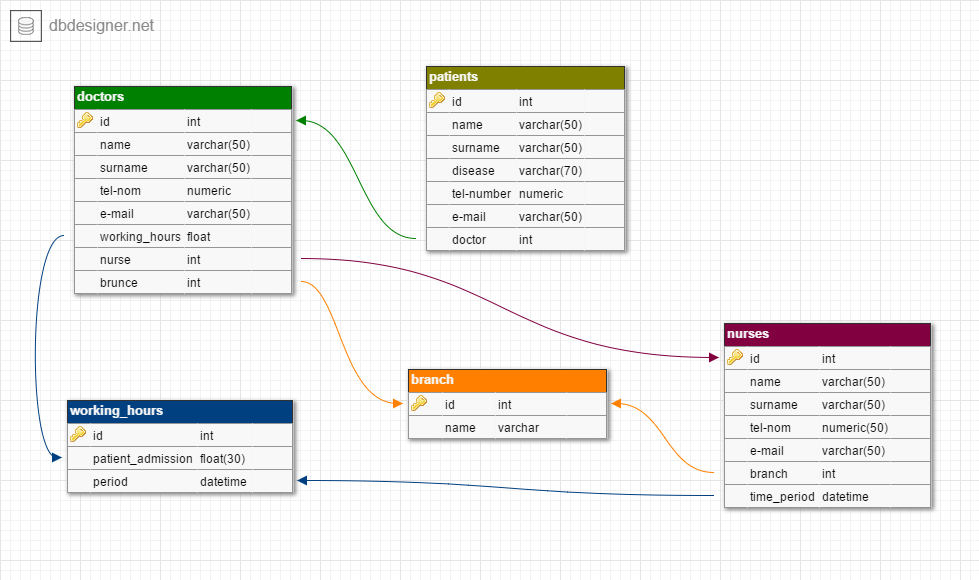 dbdesigner.net
doctors
id int
name varchar(50)
surname varchar(50)
tel-nom numeric
e-mail varchar(50)
working_hours float
nurse int
brunce int
patients
id int
name varchar(50)
surname varchar(50)
disease varchar(70)
tel-number numeric
e-mail varchar(50)
doctor int
working_hours
id int
patient_admission float(30)
period datetime
branch
id int
name varchar
nurses
id int
name varchar(50)
surname varchar(50)
tel-nom numeric(50)
e-mail varchar(50)
branch int
time_period datetime